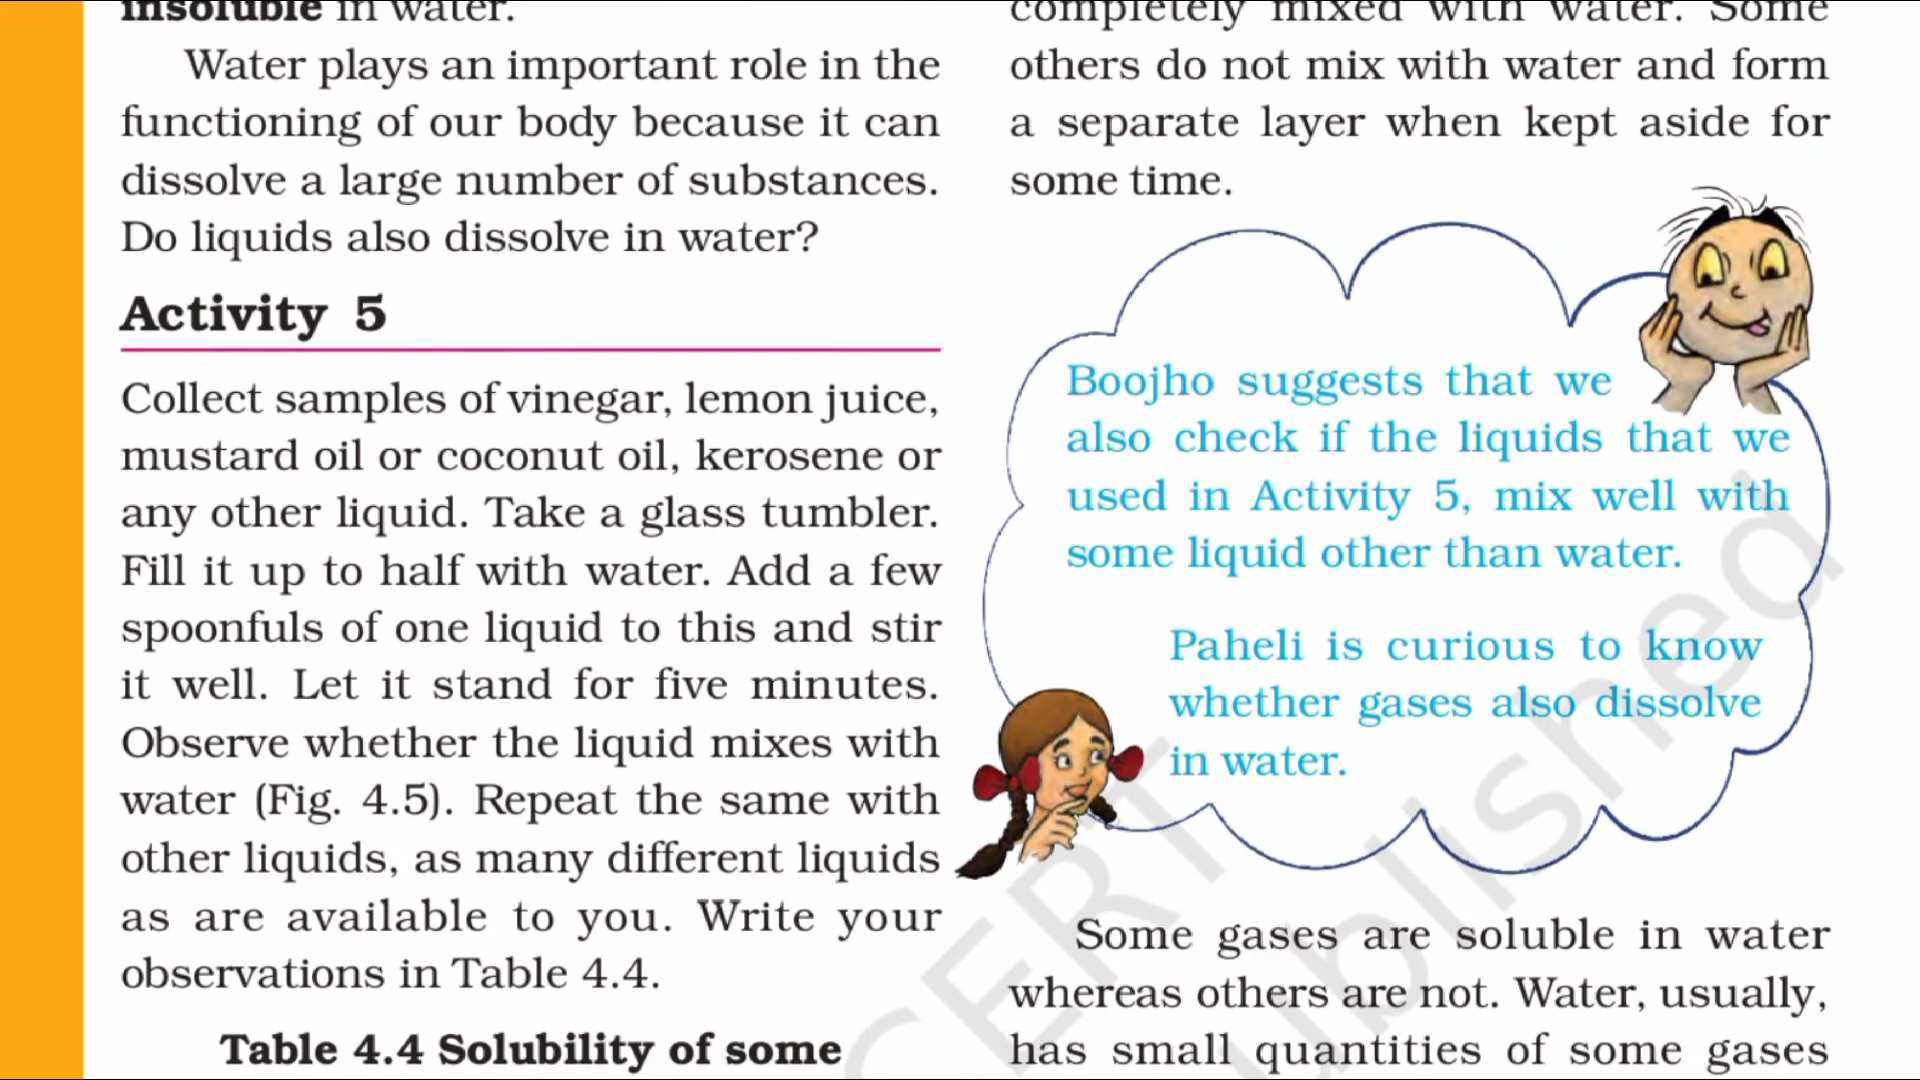 insoluble in water.
Water plays an important role in the
functioning of our body because it can
dissolve a large number of substances.
Do liquids also dissolve in water?
Activity 5
Collect samples of vinegar, lemon juice,
mustard oil or coconut oil, kerosene or
any other liquid. Take a glass tumbler.
Fill it up to half with water. Add a few
spoonfuls of one liquid to this and stir
it well. Let it stand for five minutes.
Observe whether the liquid mixes with
water (Fig. 4.5). Repeat the same with
other liquids, as many different liquids
as are available to you. Write your
observations in Table 4.4.
Table 4.4 Solubility of some
completely mixed with water. Some
others do not mix with water and form
a separate layer when kept aside for
some time.
Boojho suggests that we
also check if the liquids that we
used in Activity 5, mix well with
some liquid other than water.
Paheli is curious to know
whether gases also dissolve
in water.
Some gases are soluble in water
whereas others are not. Water, usually,
has small quantities of some gases